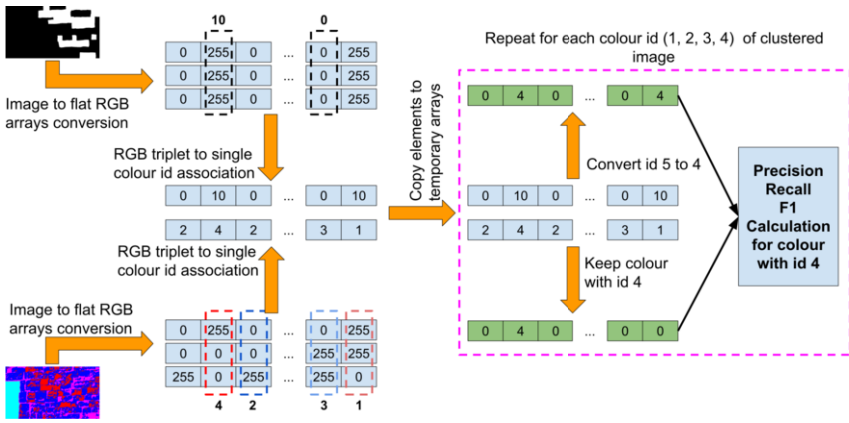 10 0
0 255 0 ... 0 255
0 255 0 ... 0 255
0 255 0 ... 0 255
Image to flat RGB
arrays conversion
RGB triplet to single
colour id association
0 10 0 ... 0 10
2 4 2 ... 3 1
RGB triplet to single
colour id association
Image to flat RGB
arrays conversion
0 255 0 ... 0 255
0 0 0 ... 255 255
255 0 255 ... 255 0
4 2 3 1
Copy elements to
temporary arrays
Repeat for each colour id (1, 2, 3, 4) of clustered
image
0 4 0 ... 0 4
Convert id 5 to 4
0 10 0 ... 0 10
2 4 2 ... 3 1
Keep colour
with id 4
0 4 0 ... 0 0
Precision
Recall
F1
Calculation
for colour
with id 4